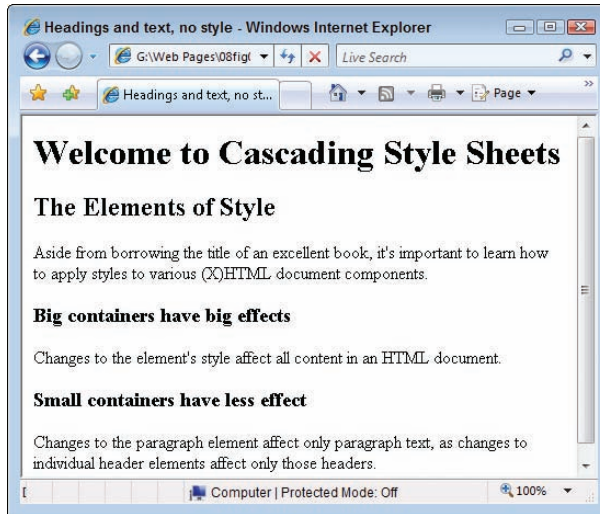 Headings and text, no style - Windows Internet Explorer
G:\Web Pages\08fig(
Live Search
Headings and text, no st...
Page
Welcome to Cascading Style Sheets
The Elements of Style
Aside from borrowing the title of an excellent book, it's important to learn how
to apply styles to various (X)HTML document components.
Big containers have big effects
Changes to the element's style affect all content in an HTML document.
Small containers have less effect
Changes to the paragraph element affect only paragraph text, as changes to
individual header elements affect only those headers.
Computer | Protected Mode: Off
100%